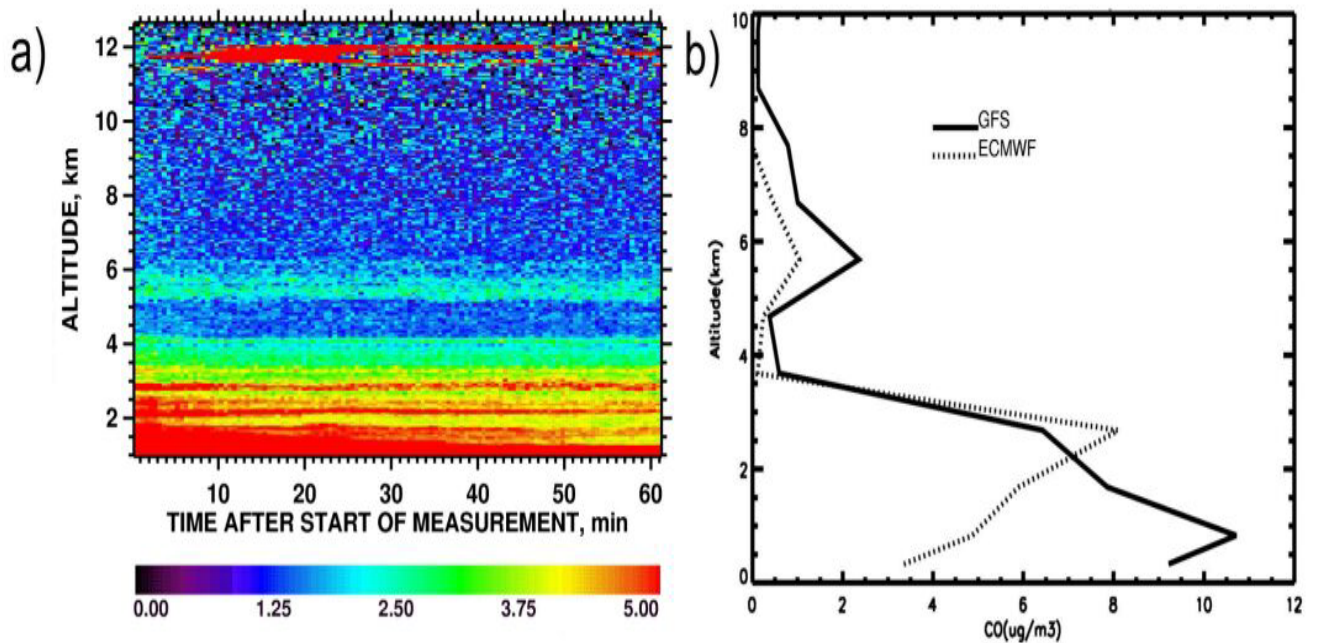 a)
ALTITUDE, km
12
10
8
6
4
2
10 20 30 40 50 60
TIME AFTER START OF MEASUREMENT, min
0.00 1.25 2.50 3.75 5.00
b)
Altitude(km)
10
8
6
4
2
0
GFS
ECMWF
0 2 4 6 8 10 12
CO(ug/m3)